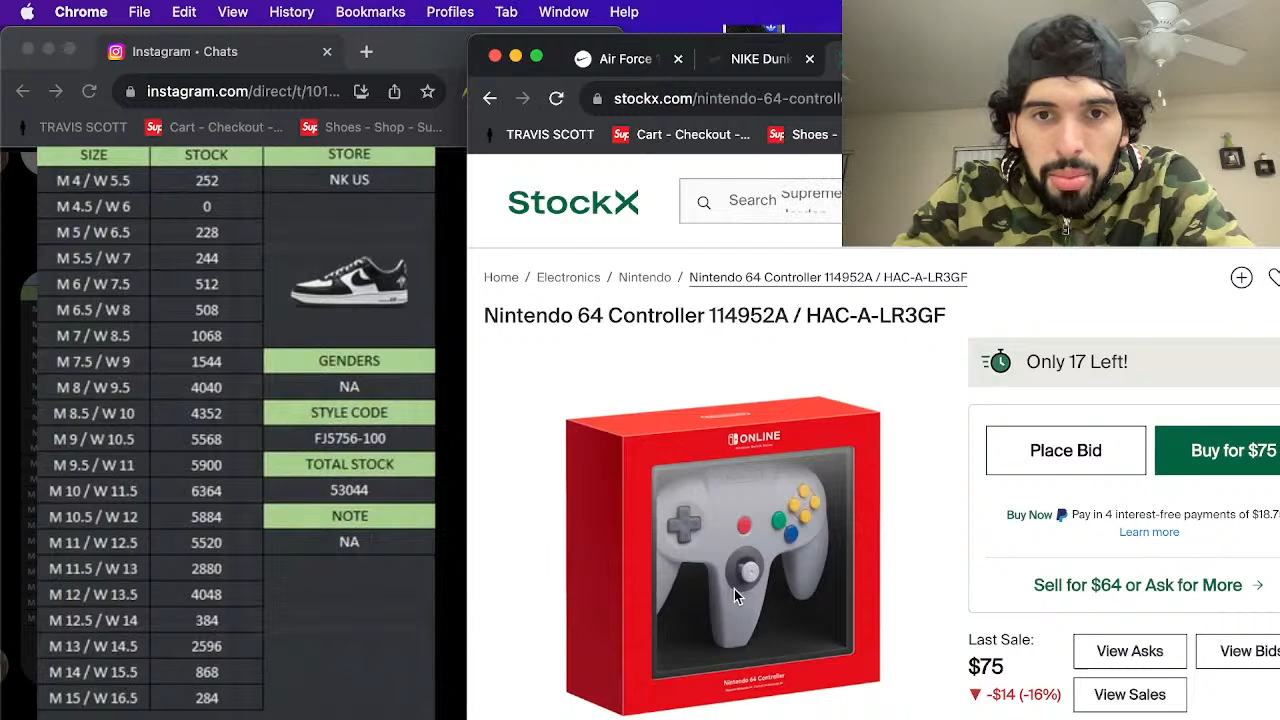 Chrome File Edit View History Bookmarks Profiles Tab Window Help
Instagram • Chats
instagram.com/direct/t/101...
TRAVIS SCOTT Sup Cart - Checkout -... Sup Shoes - Shop - Su...
SIZE STOCK STORE
M 4 / W 5.5 252 NK US
M 4.5 / W 6 0
M 5 / W 6.5 228
M 5.5 / W 7 244
M 6 / W 7.5 512
M 6.5 / W 8 508
M 7 / W 8.5 1068
M 7.5 / W 9 1544 GENDERS
M 8 / W 9.5 4040 NA
M 8.5 / W 10 4352 STYLE CODE
M 9 / W 10.5 5568 FJ5756-100
M 9.5 / W 11 5900 TOTAL STOCK
M 10 / W 11.5 6364 53044
M 10.5 / W 12 5884 NOTE
M 11 / W 12.5 5520 NA
M 11.5 / W 13 2880
M 12 / W 13.5 4048
M 12.5 / W 14 384
M 13 / W 14.5 2596
M 14 / W 15.5 868
M 15 / W 16.5 284
Air Force NIKE Dunk
stockx.com/nintendo-64-controll
TRAVIS SCOTT Sup Cart - Checkout -... Sup Shoes -
StockX
Search Supreme
Home / Electronics / Nintendo / Nintendo 64 Controller 114952A / HAC-A-LR3GF
Nintendo 64 Controller 114952A / HAC-A-LR3GF
ONLINE
Nintendo 64 Controller
Only 17 Left!
Place Bid Buy for $75
Buy Now Pay in 4 interest-free payments of $18.7
Learn more
Sell for $64 or Ask for More
Last Sale: View Asks View Bids
$75
-$14 (-16%) View Sales